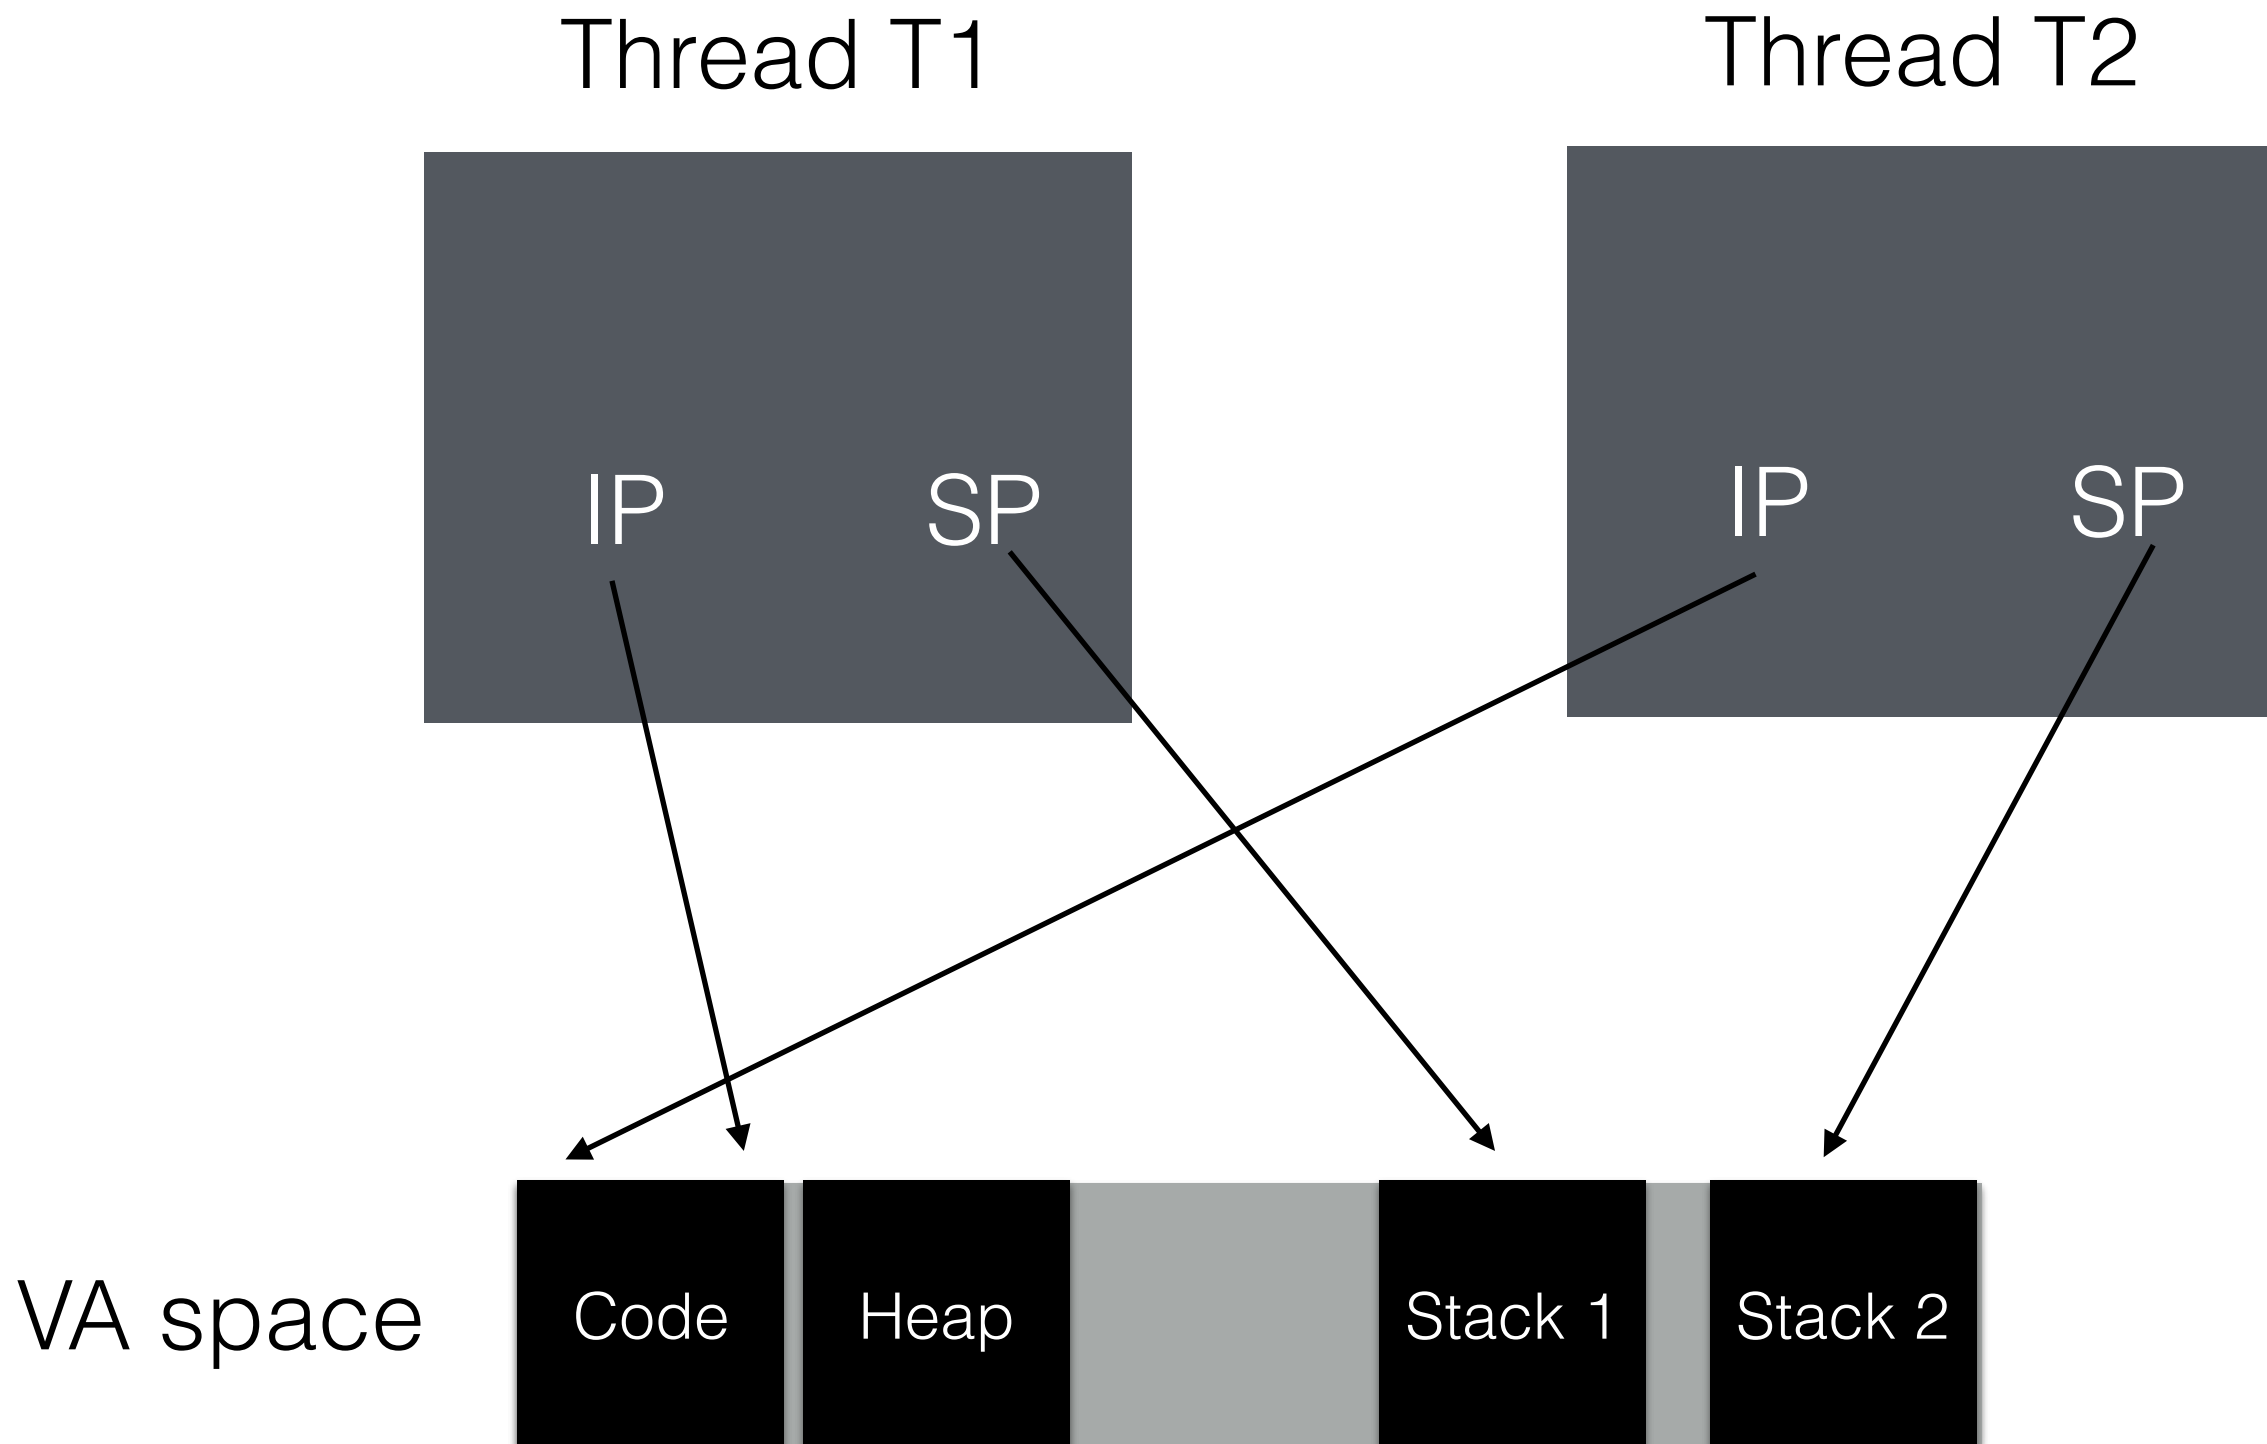 Thread T1
Thread T2
IP
SP
IP
SP
VA space
Code
Heap
Stack 1
Stack 2